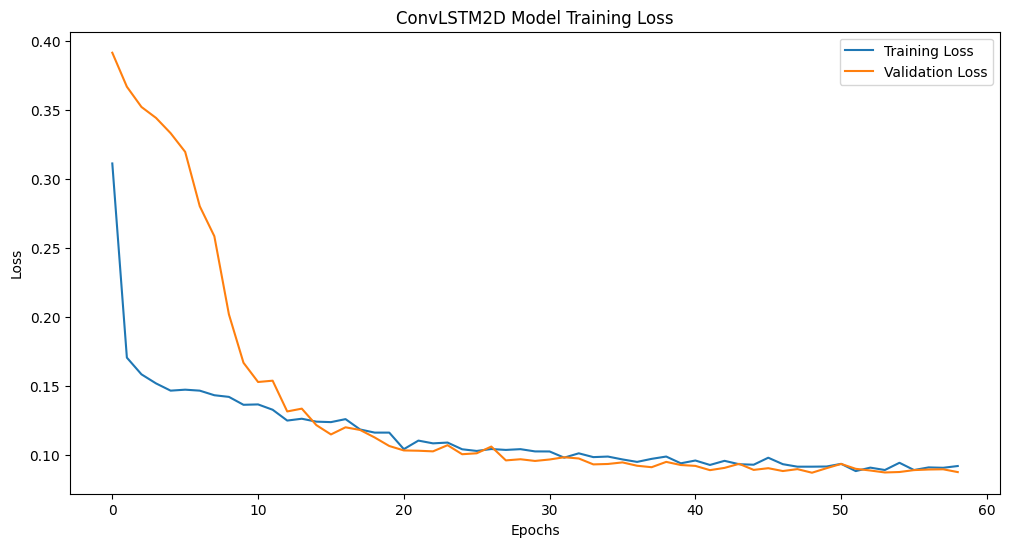 ConvLSTM2D Model Training Loss
Training Loss
Validation Loss
0.40
0.35
0.30
0.25
0.20
0.15
0.10
Loss
0 10 20 30 40 50 60
Epochs